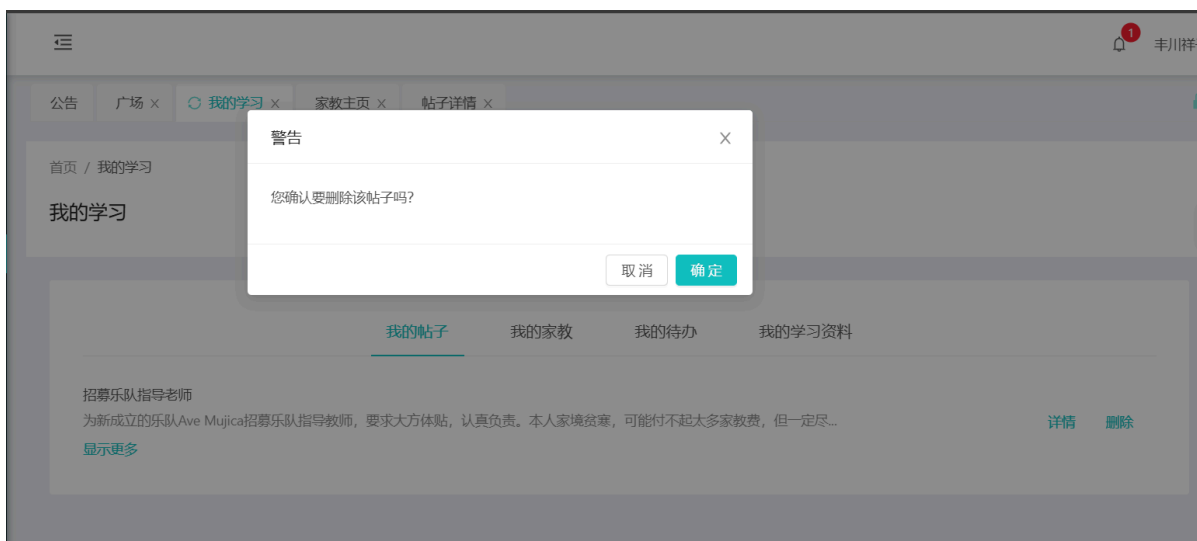 1
丰川祥
公告 广场 × 我的学习 × 家教主页 × 帖子详情 ×
警告
首页 / 我的学习
您确认要删除该帖子吗?
我的学习
取消 确定
我的帖子 我的家教 我的待办 我的学习资料
招募乐队指导老师
为新成立的乐队Ave Mujica招募乐队指导教师，要求大方体贴，认真负责。本人家境贫寒，可能付不起太多家教费，但一定尽...
详情 删除
显示更多